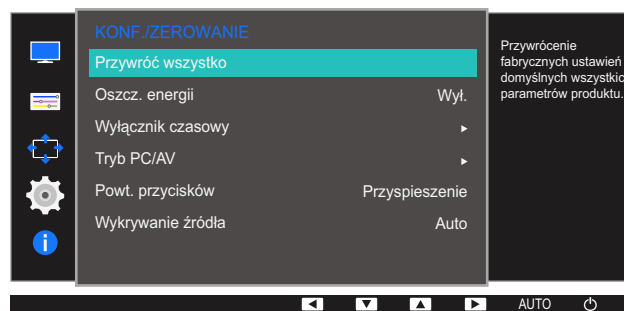 KONF./ZEROWANIE
Przywróć wszystko
Oszcz. energii Wył.
Wyłącznik czasowy
Tryb PC/AV
Powt. przycisków Przyspieszenie
Wykrywanie źródła Auto
Przywrócenie
fabrycznych ustawień
domyślnych wszystkic
parametrów produktu.
AUTO